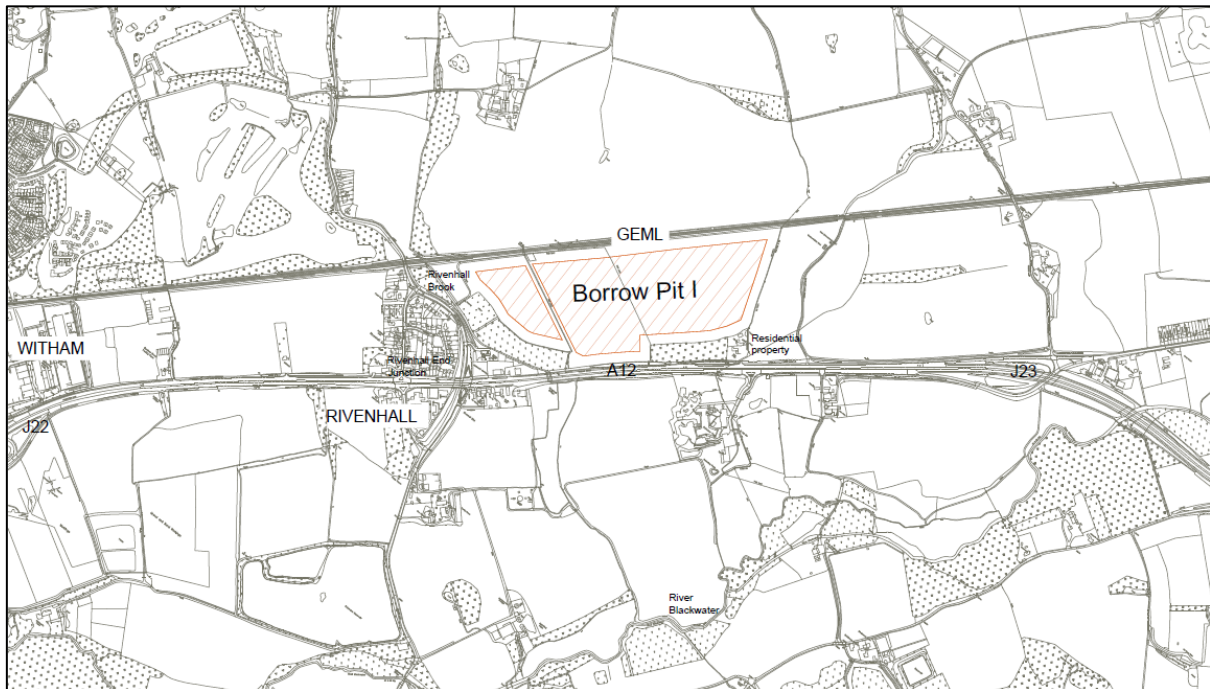 GEML
Rivenhall
Brook
Borrow Pit I
WITHAM
Rivenhall End
Junction
Residential
property
A12
J23
RIVENHALL
J22
River
Blackwater